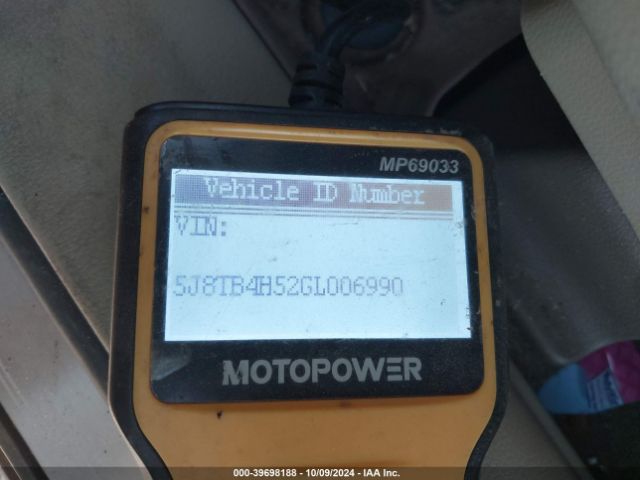 MP69033
Vehicle ID Number
VIN:
5J8TB4H52GL006990
MOTOPOWER
000-39698188 - 10/09/2024 - IAA Inc.